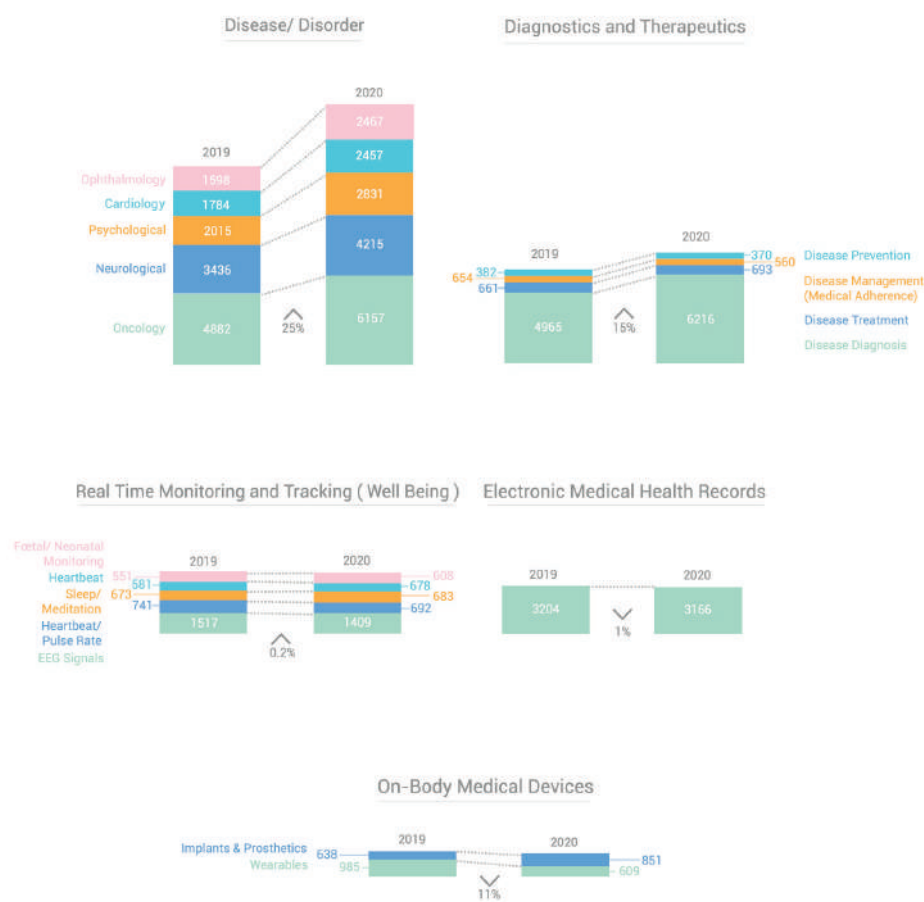 Disease/ Disorder
2019
2020
Ophthalmology
1598
2467
Cardiology
1784
2457
Psychological
2015
2831
Neurological
3436
4215
Oncology
4882
25%
6157
Diagnostics and Therapeutics
2019
2020
382
370
Disease Prevention
654
560
Disease Management
(Medical Adherence)
661
693
Disease Treatment
4965
15%
6216
Disease Diagnosis
Real Time Monitoring and Tracking ( Well Being )
2019
2020
Fœtal/ Neonatal
Monitoring
551
608
Heartbeat
581
678
Sleep/
Meditation
673
683
Heartbeat/
Pulse Rate
741
692
EEG Signals
1517
0.2%
1409
Electronic Medical Health Records
2019
2020
3204
1%
3166
On-Body Medical Devices
2019
2020
Implants & Prosthetics
638
851
Wearables
985
609
11%